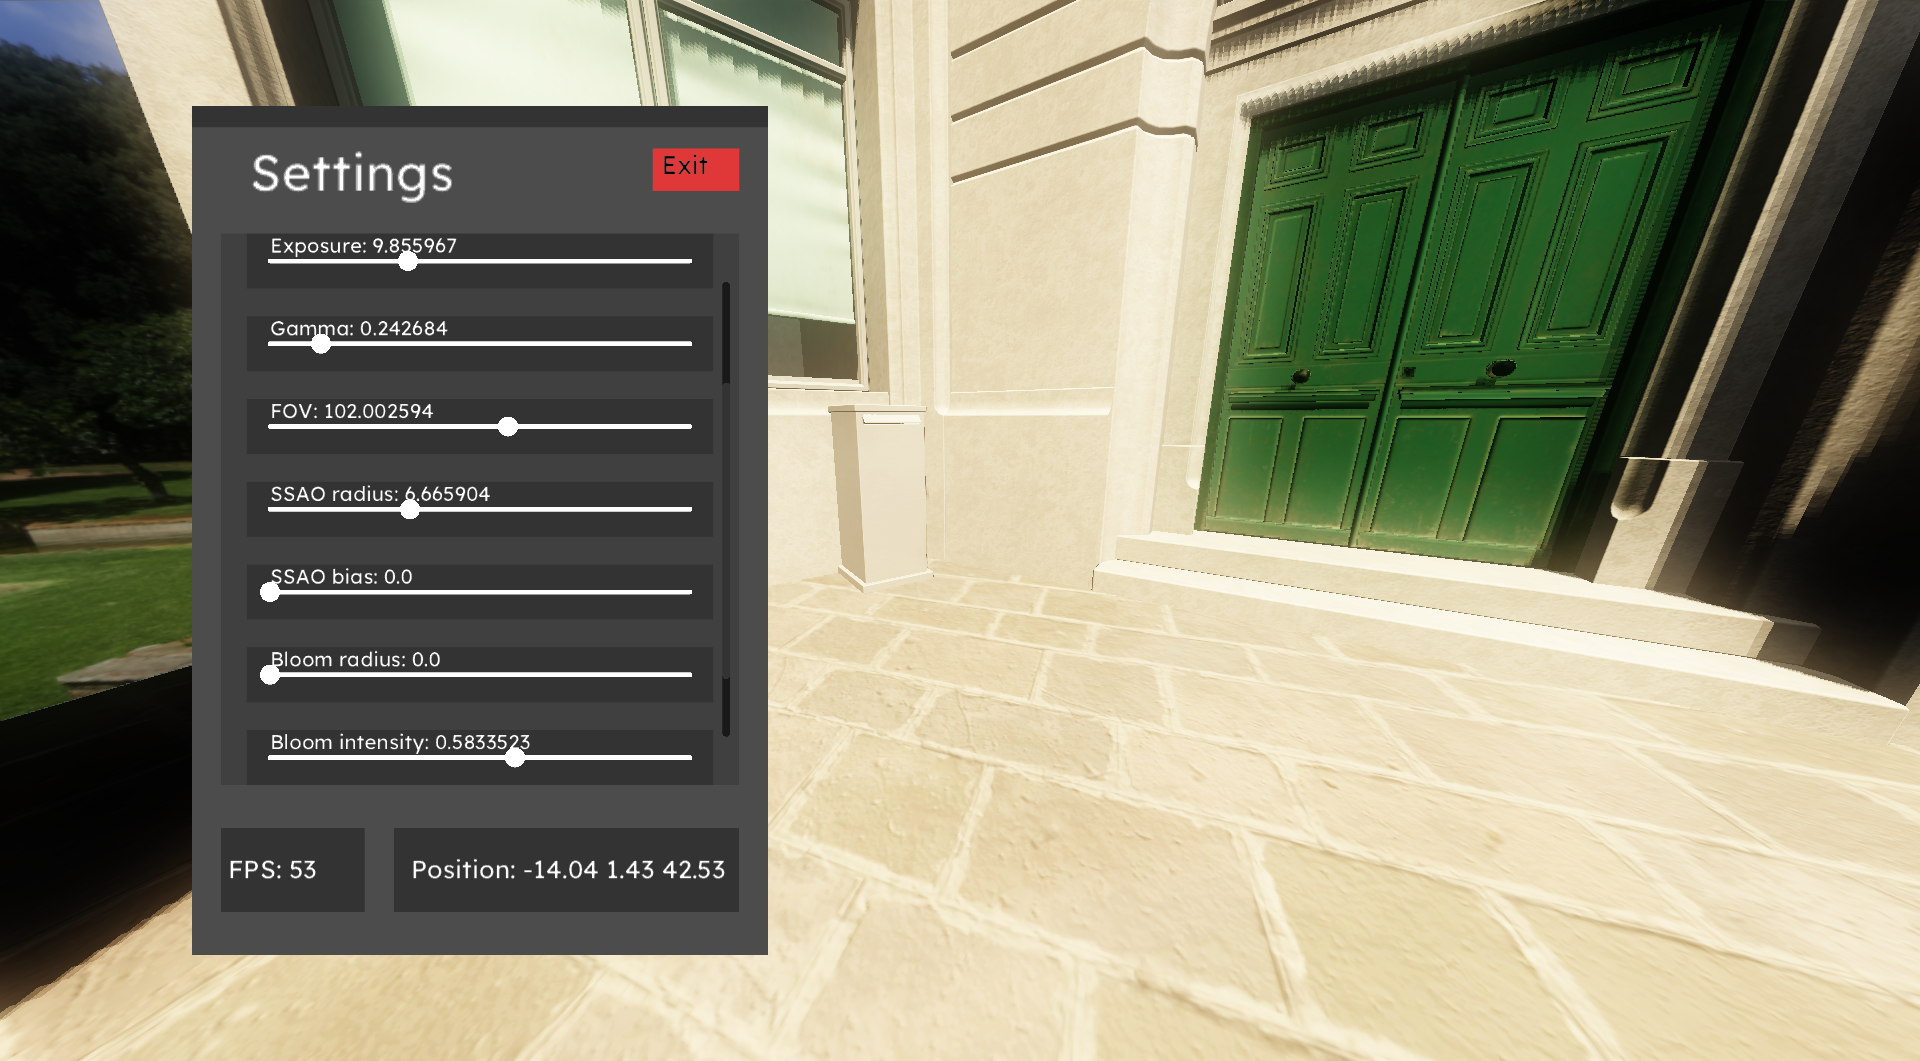 Settings
Exit
Exposure: 9.855967
Gamma: 0.242684
FOV: 102.002594
SSAO radius: 6.665904
SSAO bias: 0.0
Bloom radius: 0.0
Bloom intensity: 0.5833523
FPS: 53
Position: -14.04 1.43 42.53